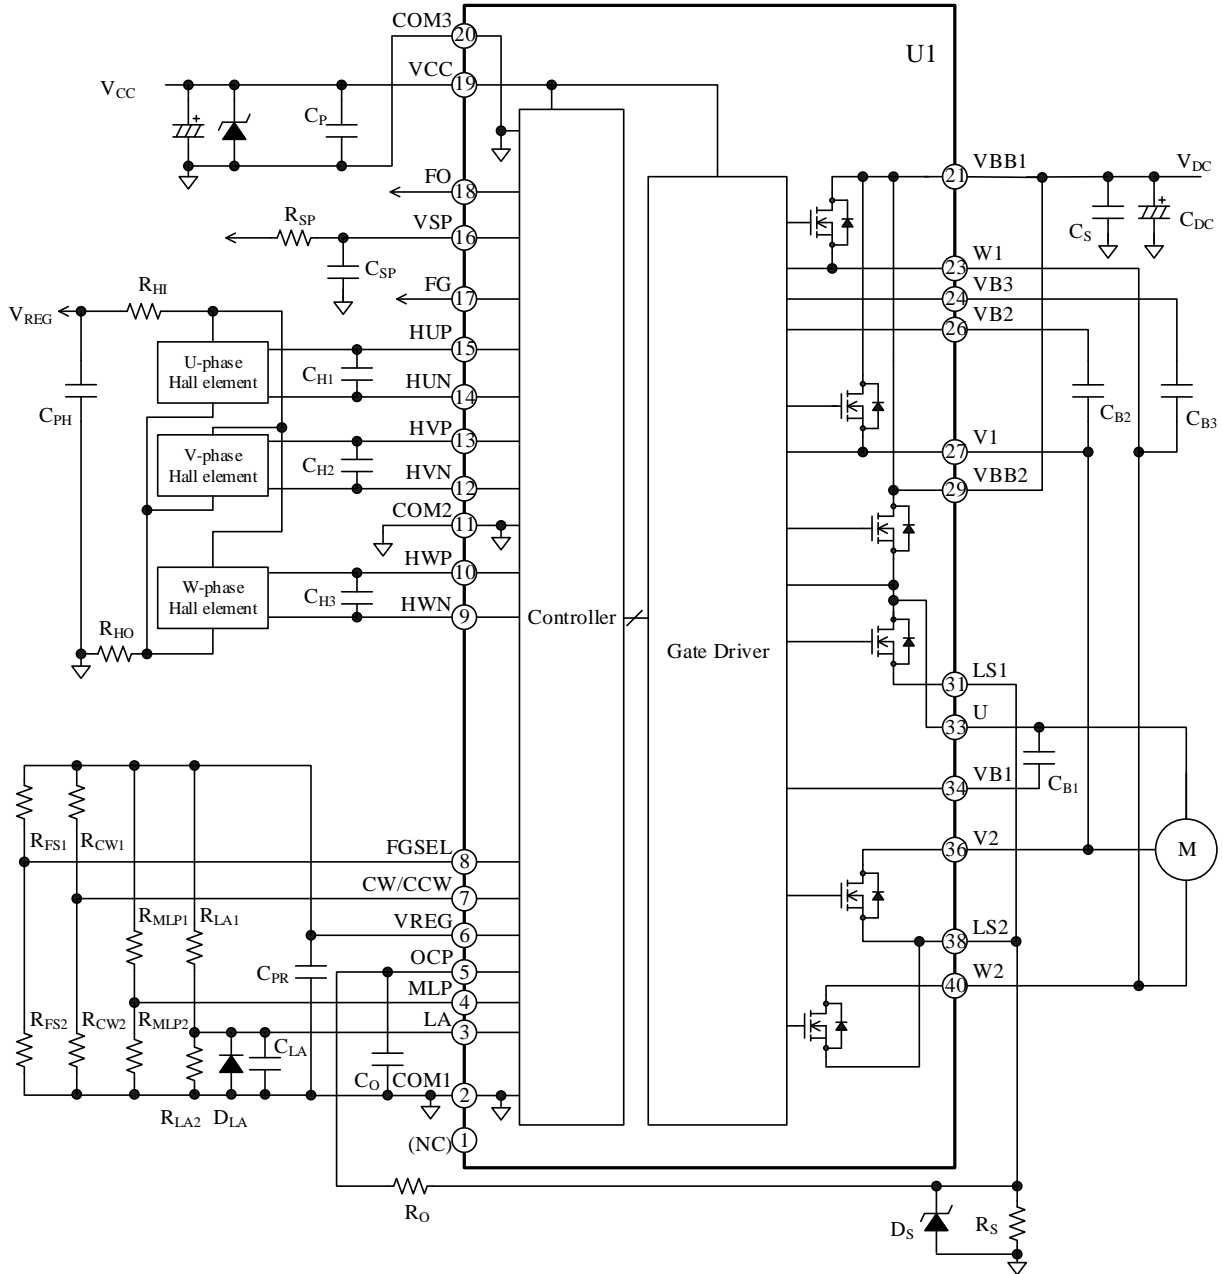 COM3
20
U1
VCC
19
VCC
CP
+
FO
18
VBB1
21
VDC
RSP
VSP
16
CSP
CS
+
CDC
W1
23
FG
17
VB3
24
VB2
26
RHI
VREG
HUP
15
U-phase
Hall element
CH1
HUN
14
CPH
CB2
CB3
HVP
13
V-phase
Hall element
CH2
HVN
12
V1
27
VBB2
29
COM2
11
HWP
10
W-phase
Hall element
CH3
HWN
9
RHO
Controller
Gate Driver
LS1
31
U
33
VB1
34
CB1
RFS1
RCW1
FGSEL
8
V2
36
M
CW/CCW
7
RMLP1
RLA1
VREG
6
LS2
38
OCP
5
CPR
W2
40
MLP
4
RFS2
RCW2
RMLP2
LA
3
CLA
CO
COM1
2
RLA2
DLA
(NC)
1
RO
DS
RS